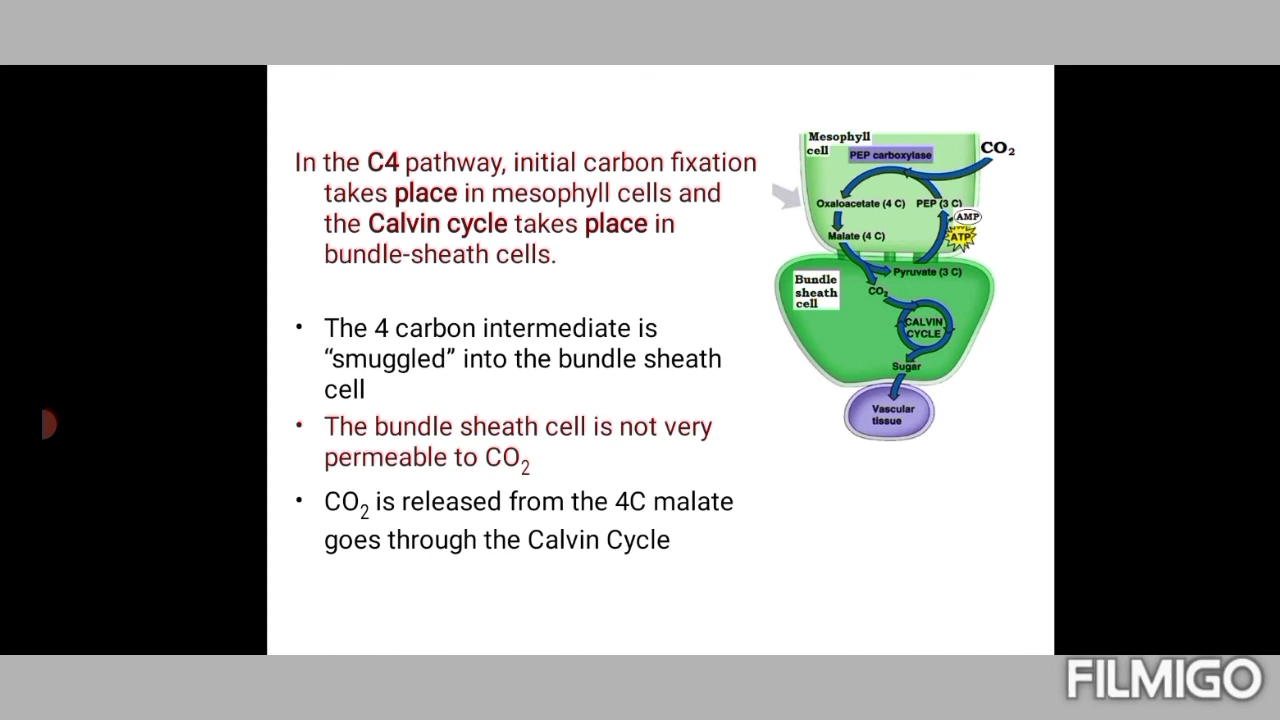 In the C4 pathway, initial carbon fixation
takes place in mesophyll cells and
the Calvin cycle takes place in
bundle-sheath cells.
• The 4 carbon intermediate is
“smuggled” into the bundle sheath
cell
• The bundle sheath cell is not very
permeable to CO₂
• CO₂ is released from the 4C malate
goes through the Calvin Cycle
Mesophyll
cell
PEP carboxylase
CO₂
Oxaloacetate (4 C)
PEP (3 C)
AMP
ATP
Malate (4 C)
Pyruvate (3 C)
Bundle
sheath
cell
CO₂
CALVIN
CYCLE
Sugar
Vascular
tissue
FILMIGO